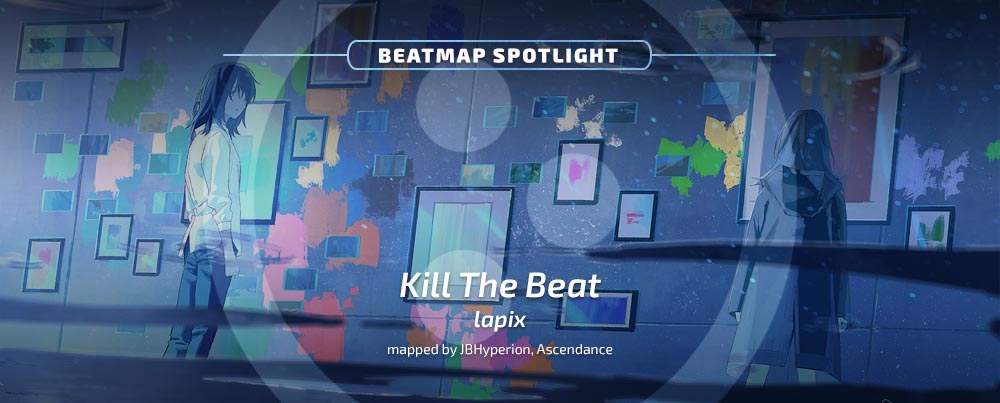 BEATMAP SPOTLIGHT
Kill The Beat
lapix
mapped by JBHyperion, Ascendance